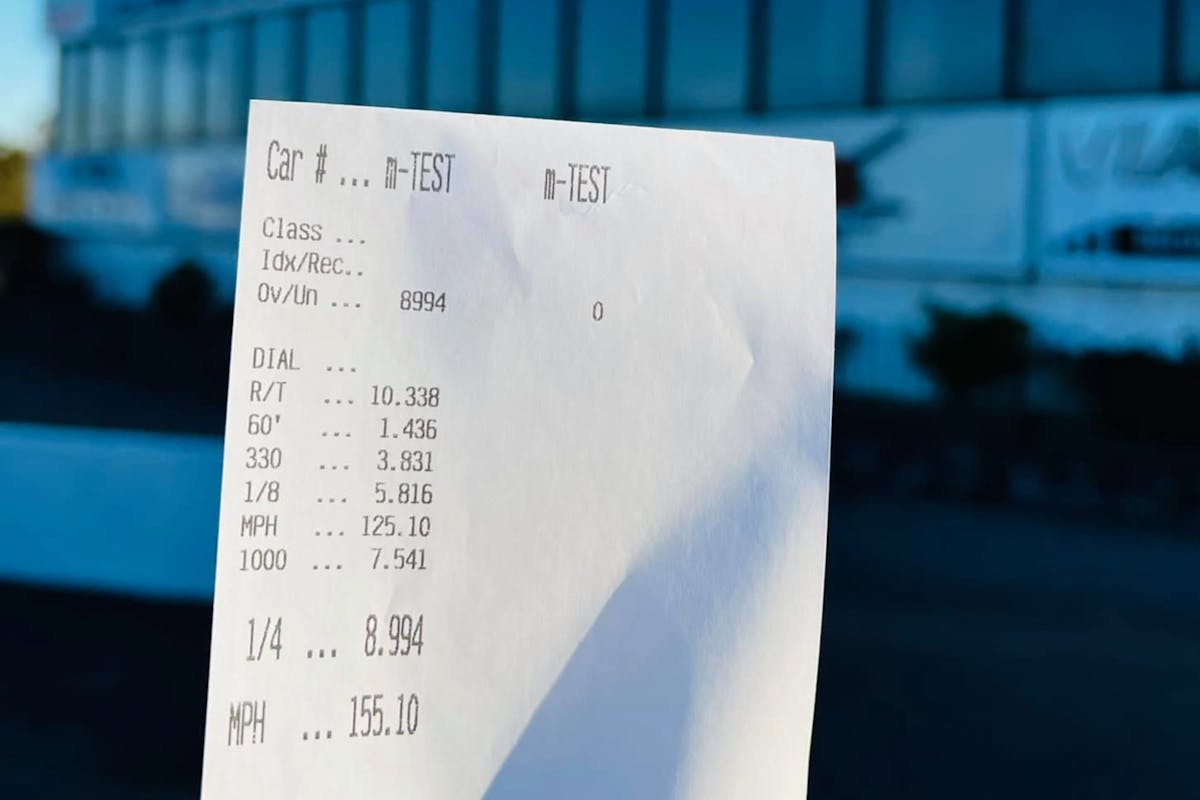 Car # ... m-TEST m-TEST
Class ...
Idx/Rec..
Ov/Un ... 8994 0
DIAL ...
R/T ... 10.338
60' ... 1.436
330 ... 3.831
1/8 ... 5.816
MPH ... 125.10
1000 ... 7.541
1/4 ... 8.994
MPH ... 155.10